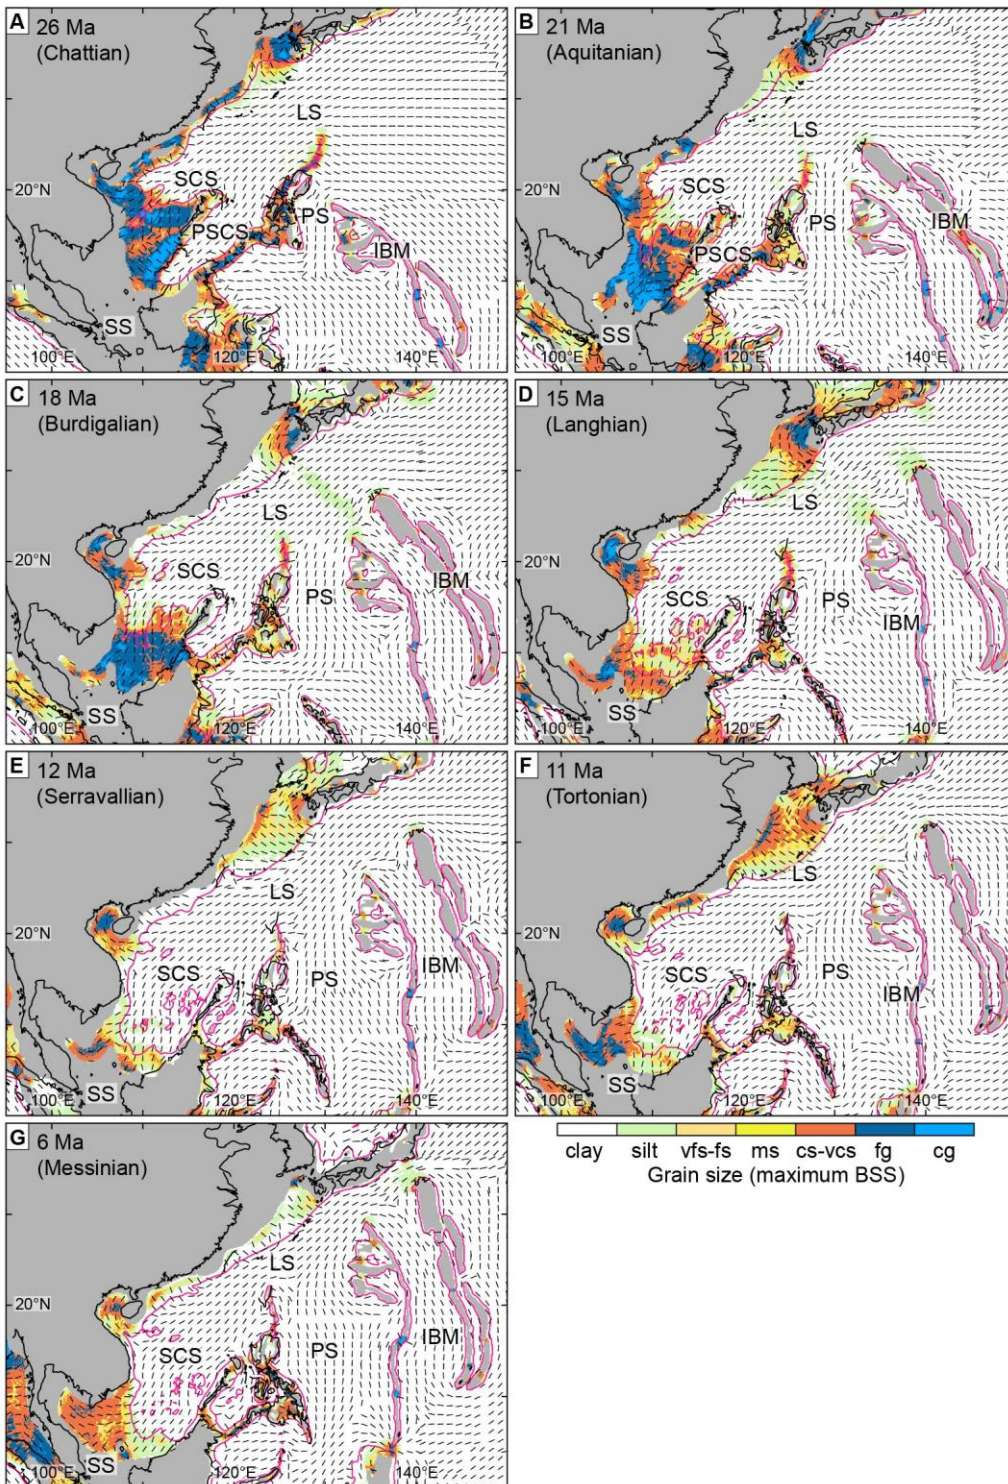 A
26 Ma
(Chattian)
LS
SCS
20°N
PSCS
PS
IBM
SS
100°E
120°E
140°E
B
21 Ma
(Aquitanian)
LS
SCS
20°N
PSCS
PS
IBM
SS
100°E
120°E
140°E
C
18 Ma
(Burdigalian)
LS
20°N
SCS
PS
IBM
SS
100°E
120°E
140°E
D
15 Ma
(Langhian)
LS
20°N
SCS
PS
IBM
SS
100°E
120°E
140°E
E
12 Ma
(Serravallian)
LS
20°N
SCS
PS
IBM
SS
100°E
120°E
140°E
F
11 Ma
(Tortonian)
LS
20°N
SCS
PS
IBM
SS
100°E
120°E
140°E
G
6 Ma
(Messinian)
LS
20°N
SCS
PS
IBM
SS
100°E
120°E
140°E
clay silt vfs-fs ms cs-vcs fg cg
Grain size (maximum BSS)